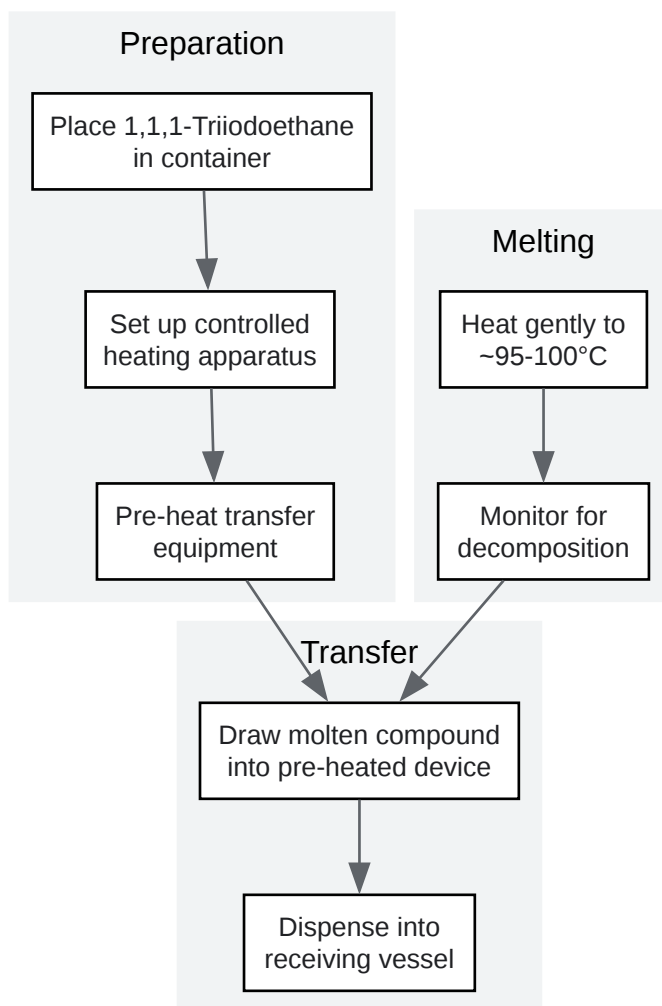 Preparation
Place 1,1,1-Triiodoethane
in container
Set up controlled
heating apparatus
Pre-heat transfer
equipment
Melting
Heat gently to
~95-100°C
Monitor for
decomposition
Transfer
Draw molten compound
into pre-heated device
Dispense into
receiving vessel